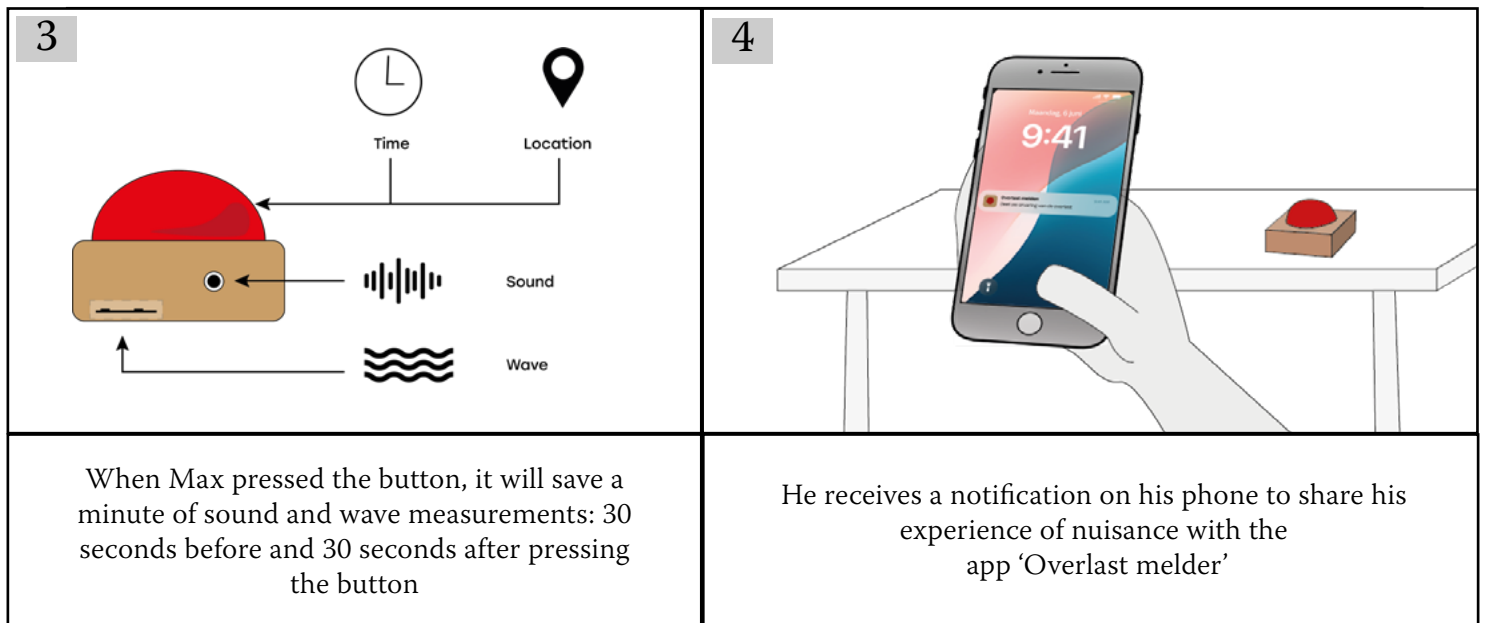 3
Time
Location
Sound
Wave
When Max pressed the button, it will save a
minute of sound and wave measurements: 30
seconds before and 30 seconds after pressing
the button
4
9:41
Overlast melden
He receives a notification on his phone to share his
experience of nuisance with the
app ‘Overlast melder’